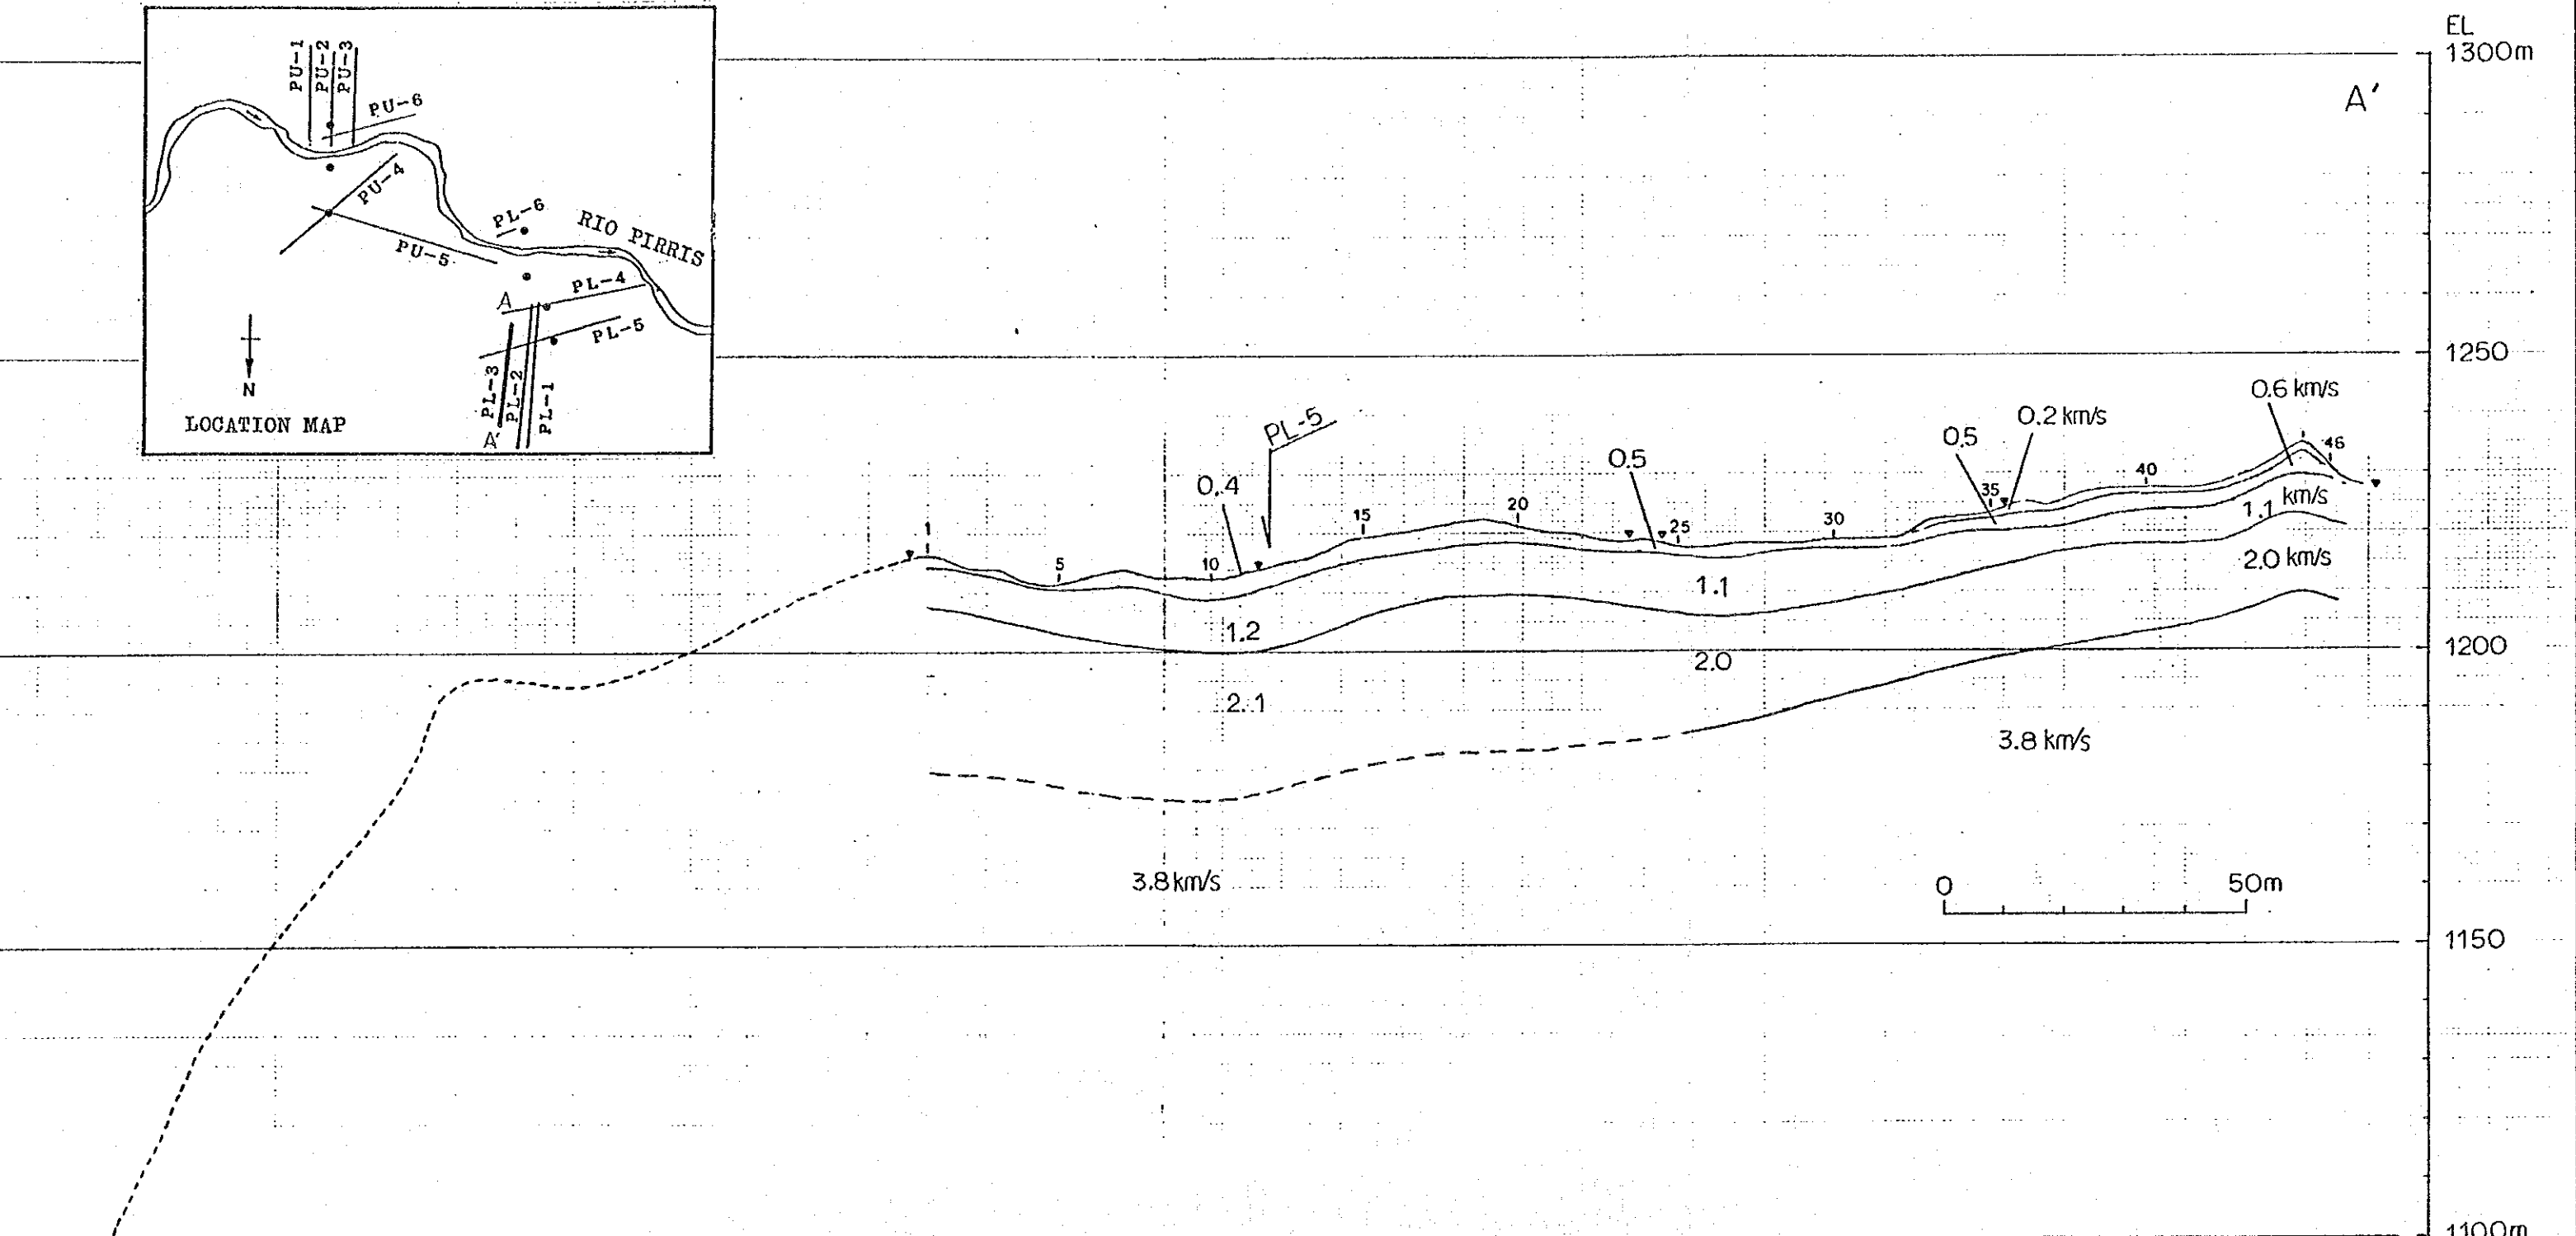 PU-1
PU-2
PU-3
PU-6
PU-4
PL-6
RIO PIRRIS
PU-5
PL-4
A
PL-5
N
PL-3
PL-2
PL-1
A'
LOCATION MAP
EL
1300m
A'
1250
0.6 km/s
PL-5
0.2 km/s
0.5
46
0.5
40
0.4
35
km/s
20
1.1
15
25
30
1
2.0 km/s
5
10
1.1
1.2
1200
2.0
2.1
3.8 km/s
3.8 km/s
0
50m
1150
1100m